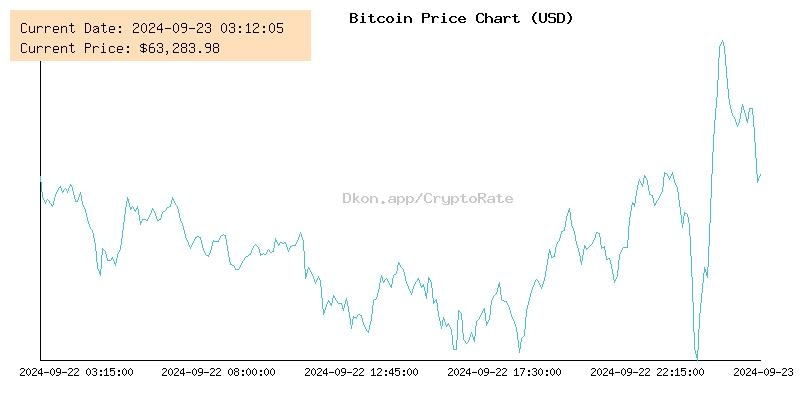 Bitcoin Price Chart (USD)
Current Date: 2024-09-23 03:12:05
Current Price: $63,283.98
Dkon.app/CryptoRate
2024-09-22 03:15:00 2024-09-22 08:00:00 2024-09-22 12:45:00 2024-09-22 17:30:00 2024-09-22 22:15:00 2024-09-23